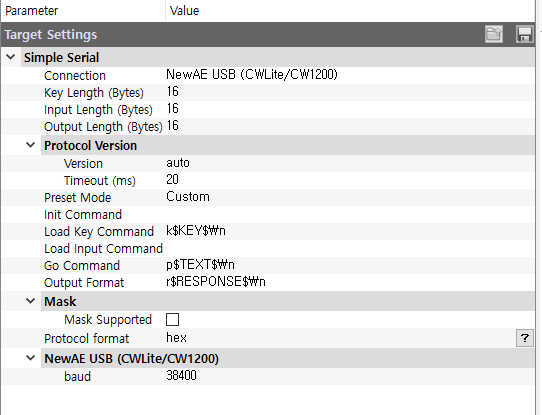 Parameter Value
Target Settings
Simple Serial
Connection NewAE USB (CWLite/CW1200)
Key Length (Bytes) 16
Input Length (Bytes) 16
Output Length (Bytes) 16
Protocol Version
Version auto
Timeout (ms) 20
Preset Mode Custom
Init Command
Load Key Command k$KEY$₩n
Load Input Command
Go Command p$TEXT$₩n
Output Format r$RESPONSE$₩n
Mask
Mask Supported
Protocol format hex ?
NewAE USB (CWLite/CW1200)
baud 38400